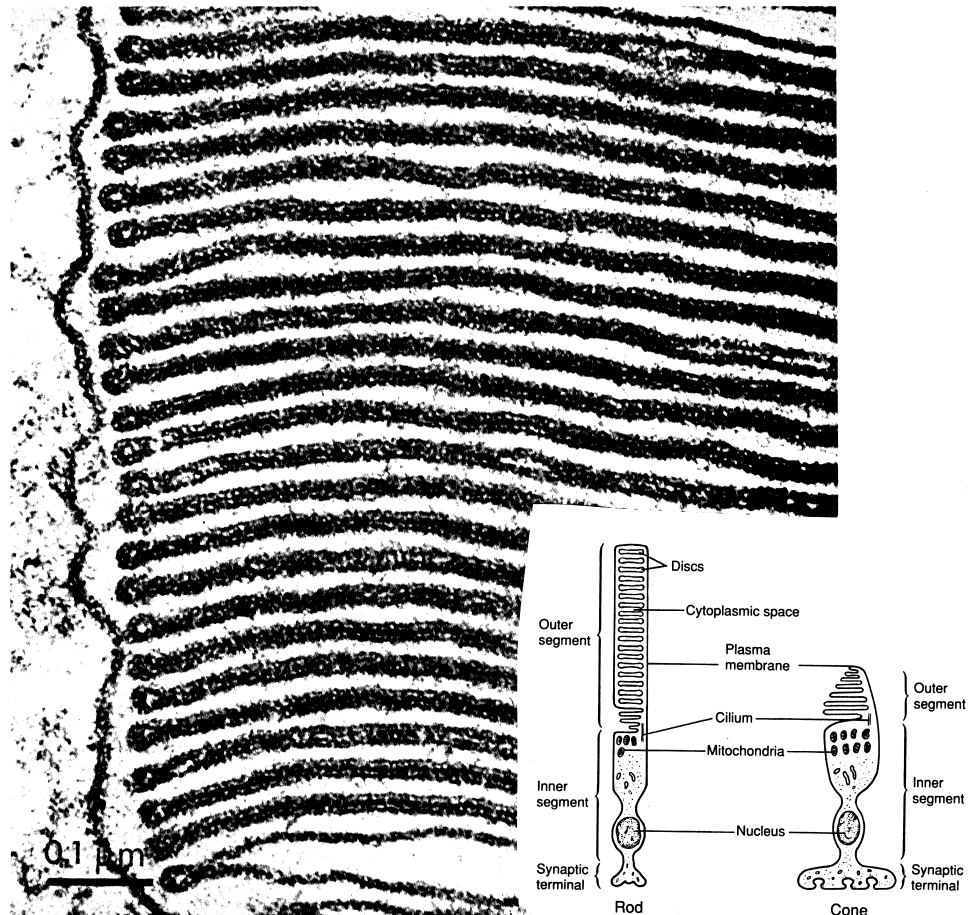 0.1 µm
Discs
Cytoplasmic space
Outer
segment
Plasma
membrane
Outer
segment
Cilium
Mitochondria
Inner
segment
Inner
segment
Nucleus
Synaptic
terminal
Synaptic
terminal
Rod
Cone